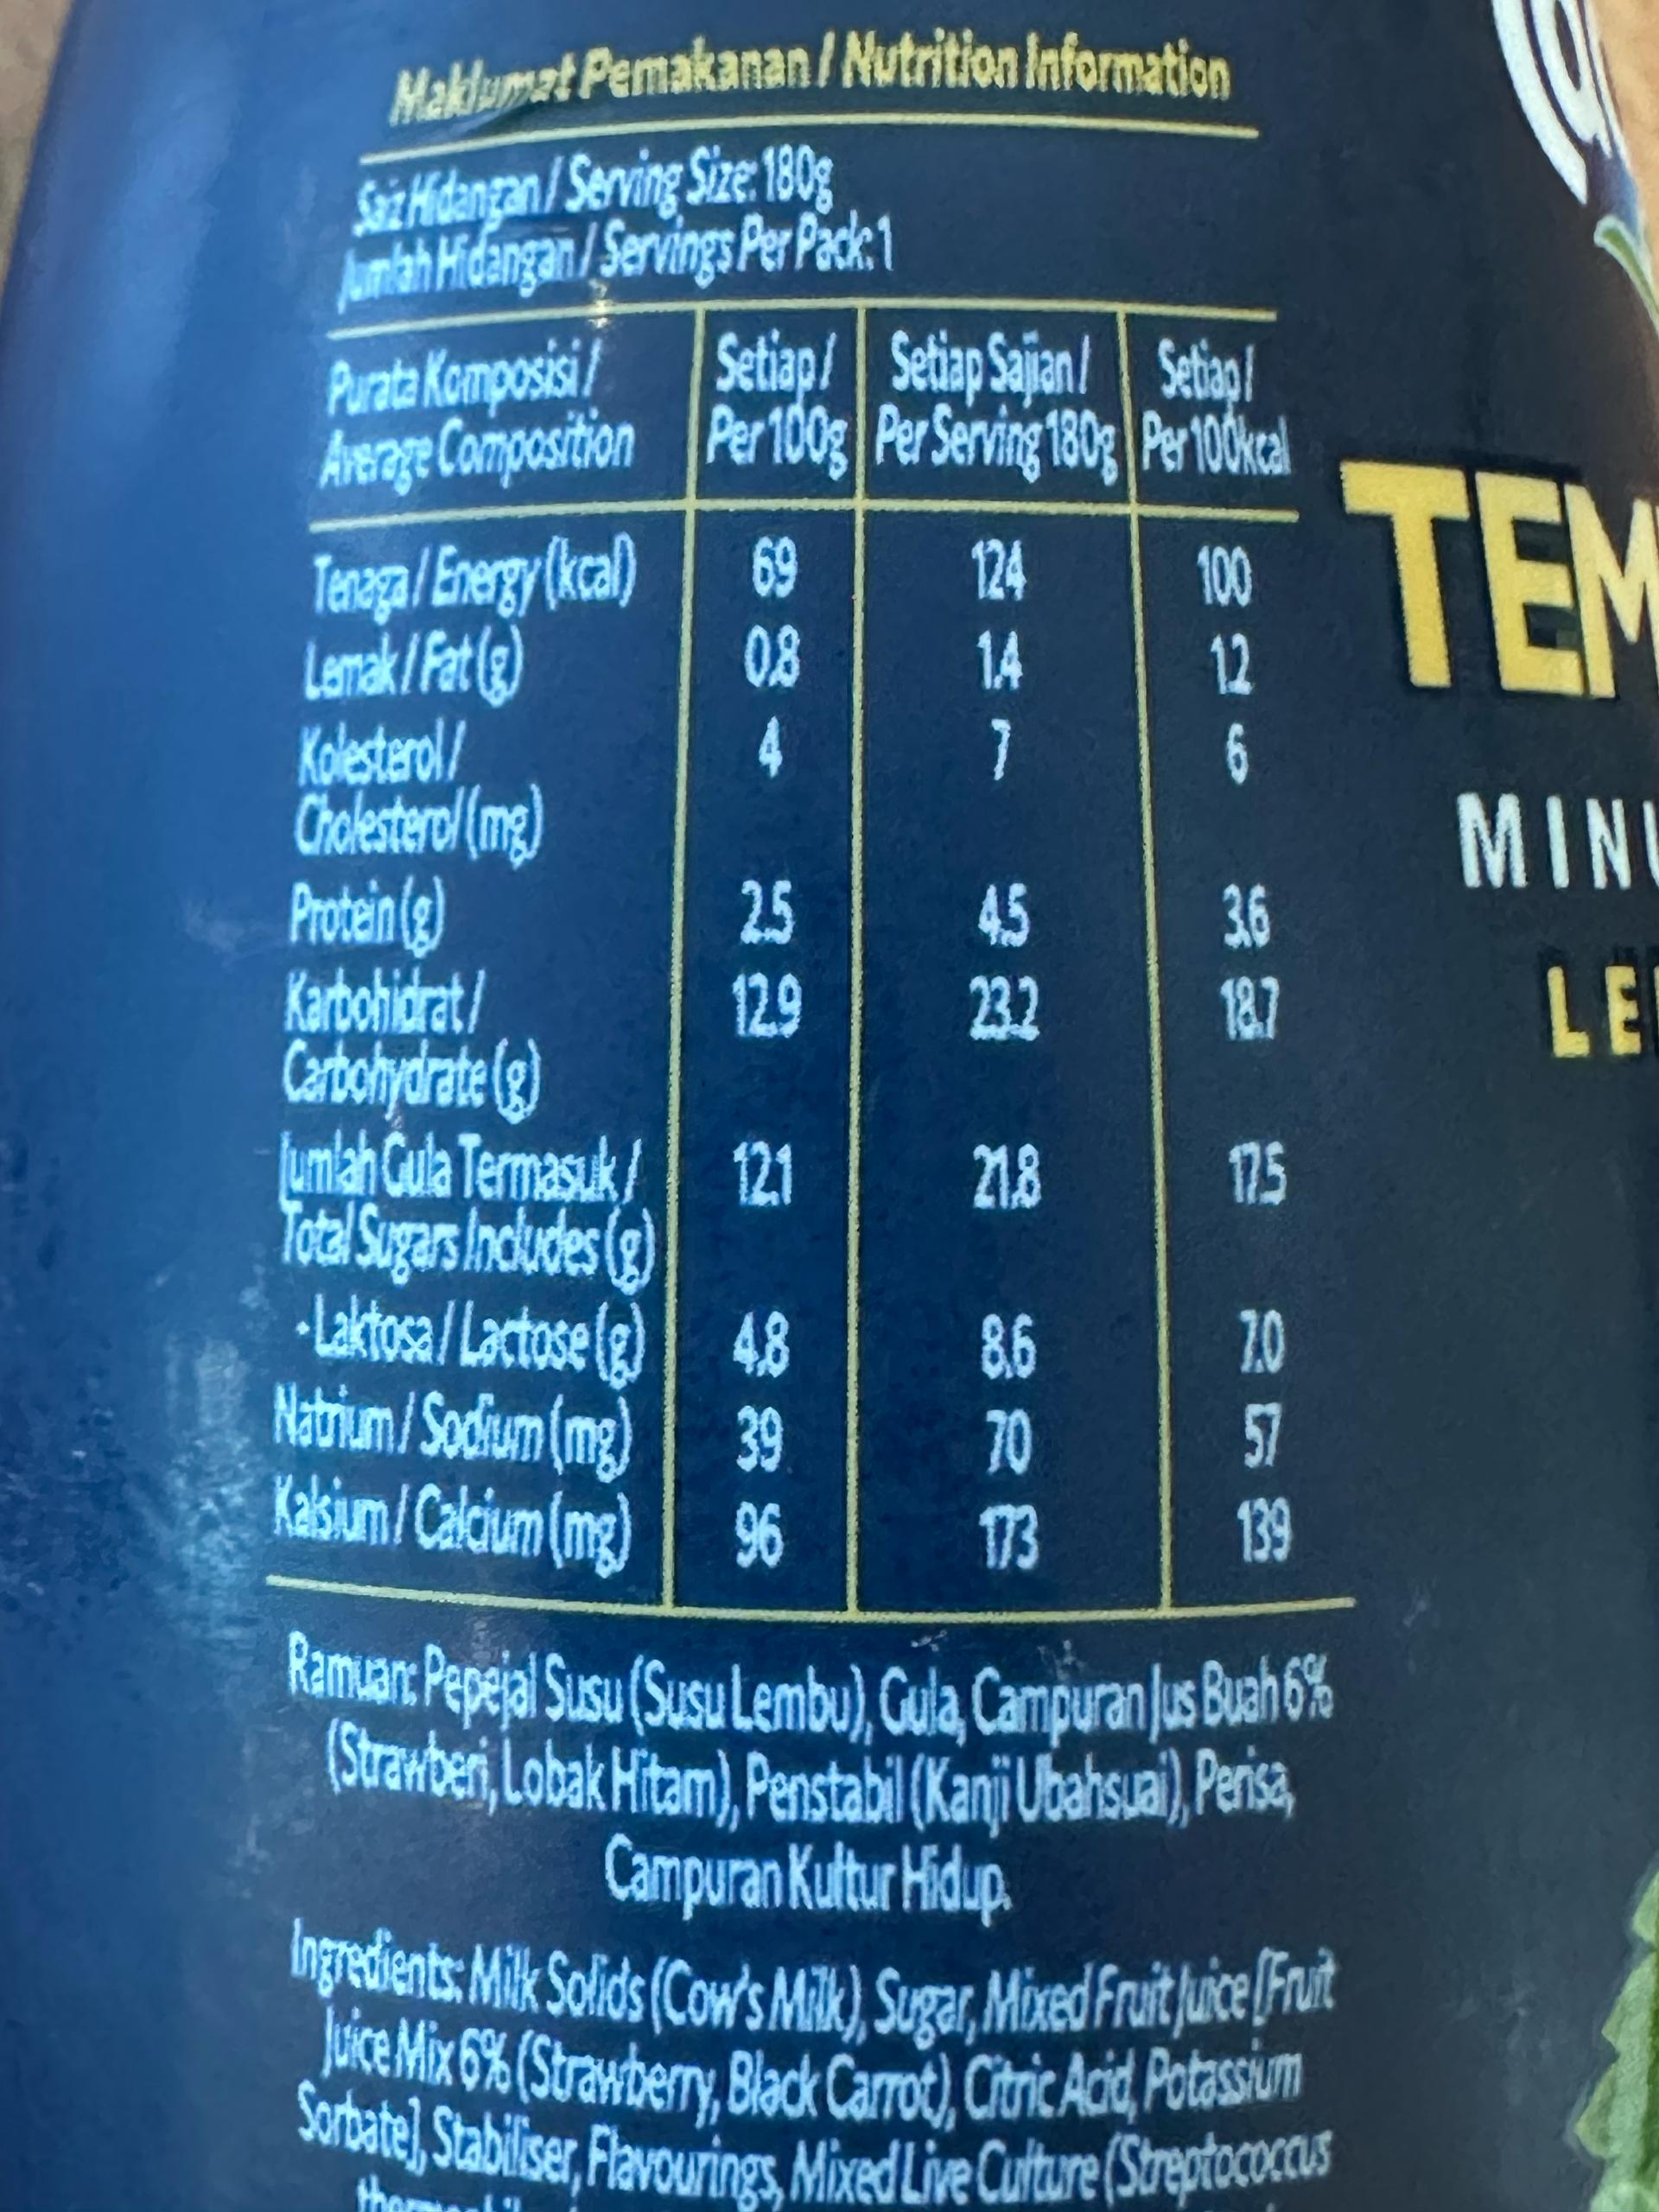 Maklumat Pemakanan / Nutrition Information
Saiz Hidangan / Serving Size: 180g
Jumlah Hidangan / Servings Per Pack: 1
Purata Komposisi / Setiap / Setiap Sajian / Setiap /
Average Composition Per 100g Per Serving 180g Per 100kcal
Tenaga / Energy (kcal) 69 124 100
Lemak / Fat (g) 0.8 1.4 1.2
Kolesterol / 4 7 6
Cholesterol (mg)
Protein (g) 2.5 4.5 3.6
Karbohidrat / 12.9 23.2 18.7
Carbohydrate (g)
Jumlah Gula Termasuk / 12.1 21.8 17.5
Total Sugars Includes (g)
- Laktosa / Lactose (g) 4.8 8.6 7.0
Natrium / Sodium (mg) 39 70 57
Kalsium / Calcium (mg) 96 173 139
Ramuan: Pepejal Susu (Susu Lembu), Gula, Campuran Jus Buah 6%
(Strawberi, Lobak Hitam), Penstabil (Kanji Ubahsuai), Perisa,
Campuran Kultur Hidup.
Ingredients: Milk Solids (Cow's Milk), Sugar, Mixed Fruit Juice [Fruit
Juice Mix 6% (Strawberry, Black Carrot), Citric Acid, Potassium
Sorbate], Stabiliser, Flavourings, Mixed Live Culture (Streptococcus
TEM
MINU
LE